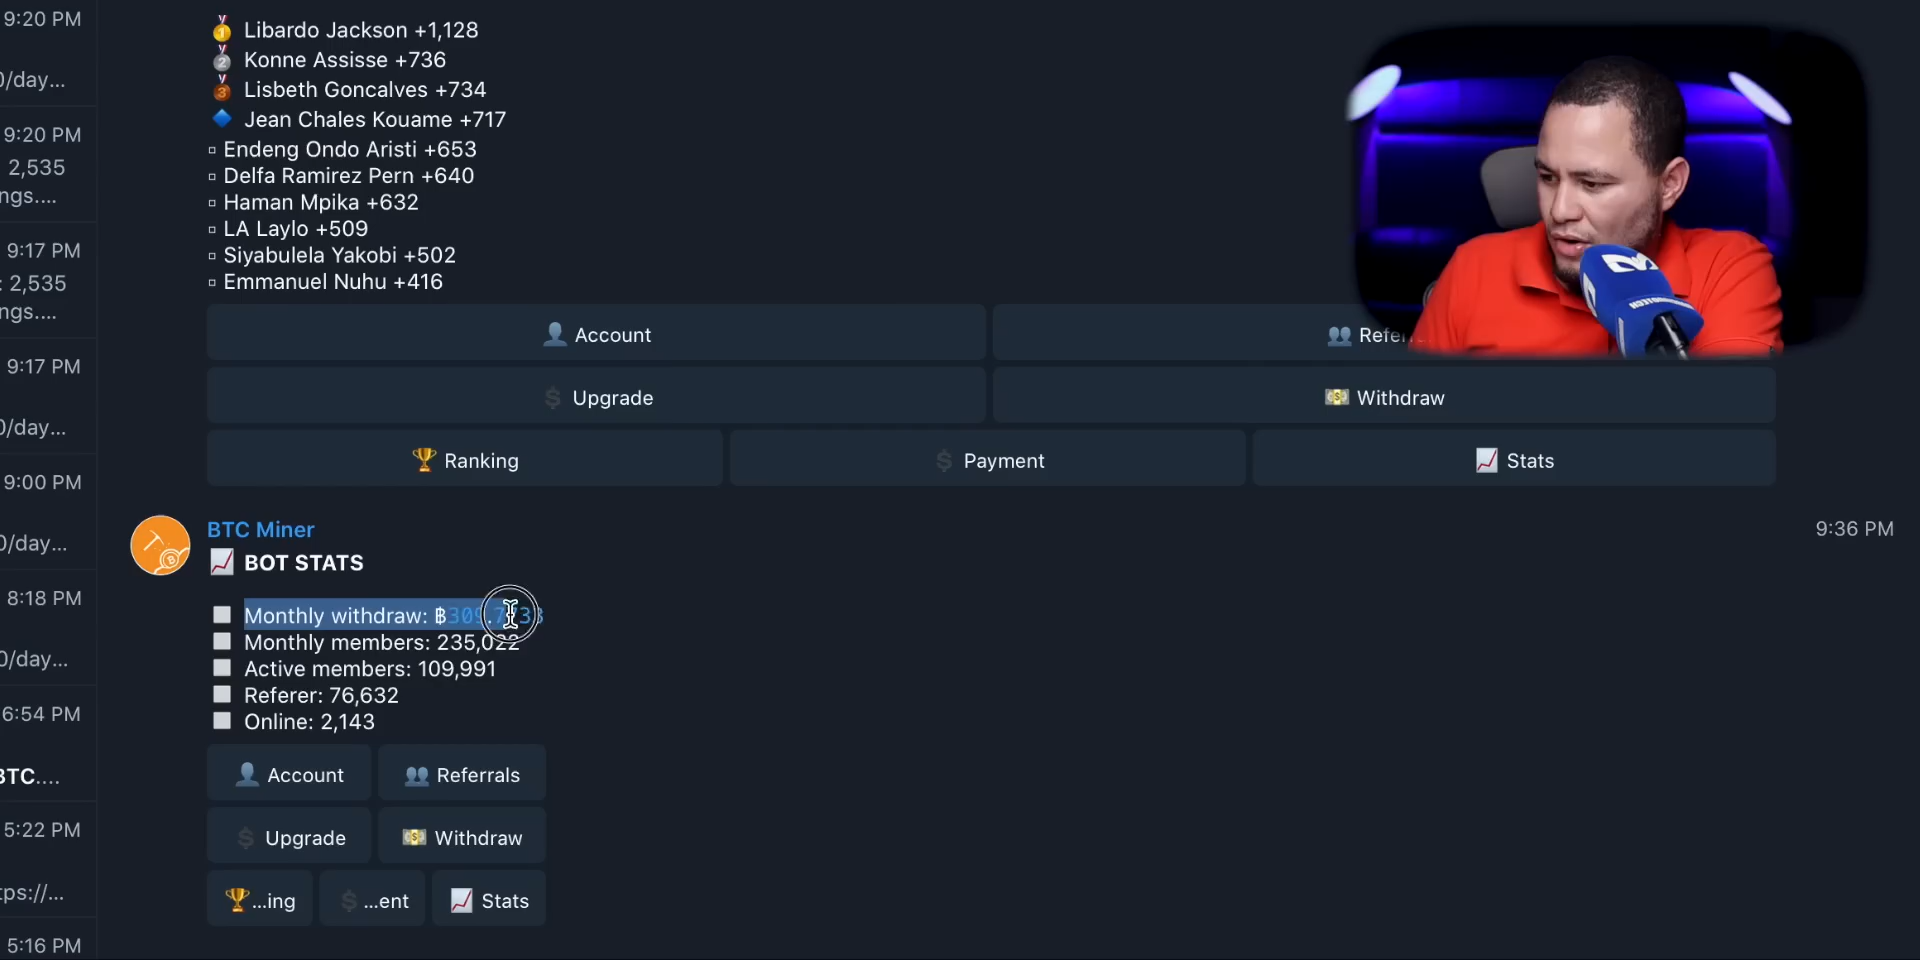 9:20 PM
0/day...
9:20 PM
2,535
ngs....
9:17 PM
: 2,535
ngs....
9:17 PM
0/day...
9:00 PM
0/day...
8:18 PM
0/day...
6:54 PM
BTC....
5:22 PM
tps://...
5:16 PM
Libardo Jackson +1,128
Konne Assisse +736
Lisbeth Goncalves +734
Jean Chales Kouame +717
Endeng Ondo Aristi +653
Delfa Ramirez Pern +640
Haman Mpika +632
LA Laylo +509
Siyabulela Yakobi +502
Emmanuel Nuhu +416
Account
Upgrade
Withdraw
Ranking
Payment
Stats
BTC Miner
9:36 PM
BOT STATS
Monthly withdraw:
Monthly members: 235,022
Active members: 109,991
Referer: 76,632
Online: 2,143
Account
Referrals
Upgrade
Withdraw
...ing
...ent
Stats